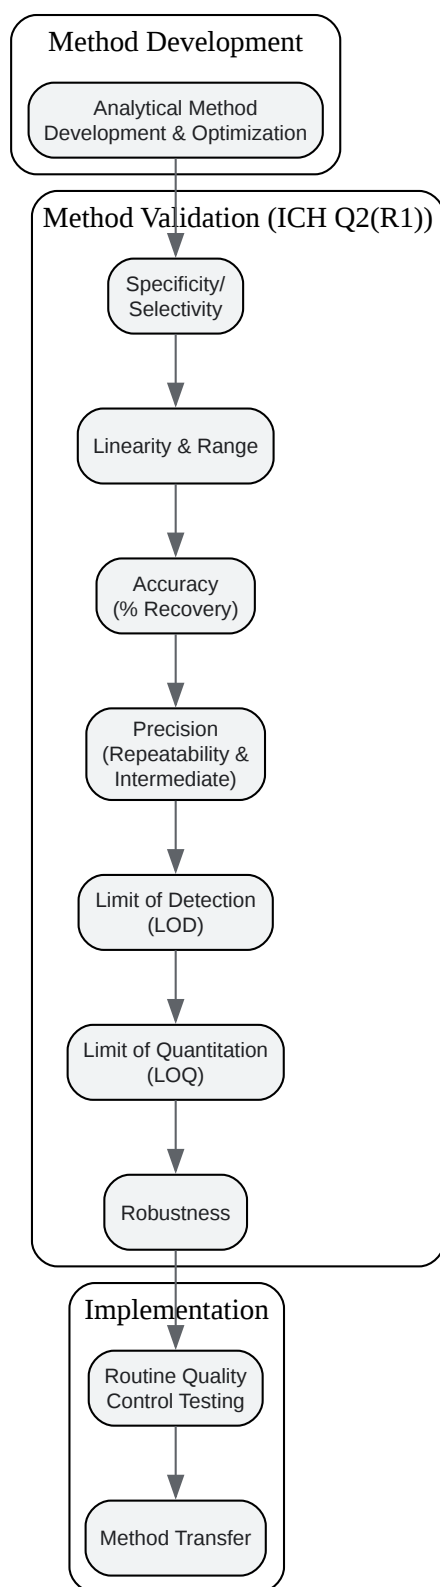 Method Development
Analytical Method
Development & Optimization
Method Validation (ICH Q2(R1))
Specificity/
Selectivity
Linearity & Range
Accuracy
(% Recovery)
Precision
(Repeatability &
Intermediate)
Limit of Detection
(LOD)
Limit of Quantitation
(LOQ)
Robustness
Implementation
Routine Quality
Control Testing
Method Transfer